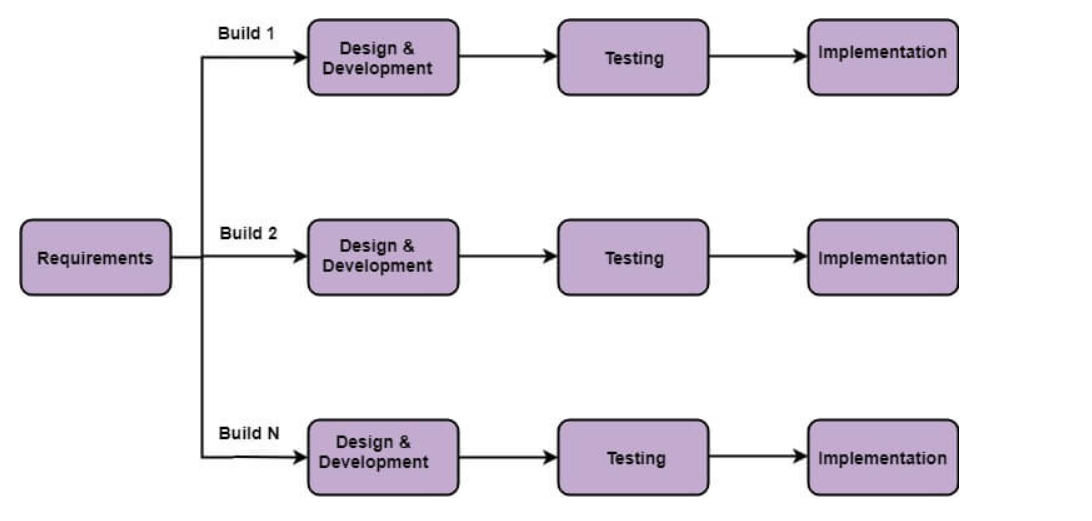 Build 1
Design &
Development
Testing
Implementation
Requirements
Build 2
Design &
Development
Testing
Implementation
Build N
Design &
Development
Testing
Implementation